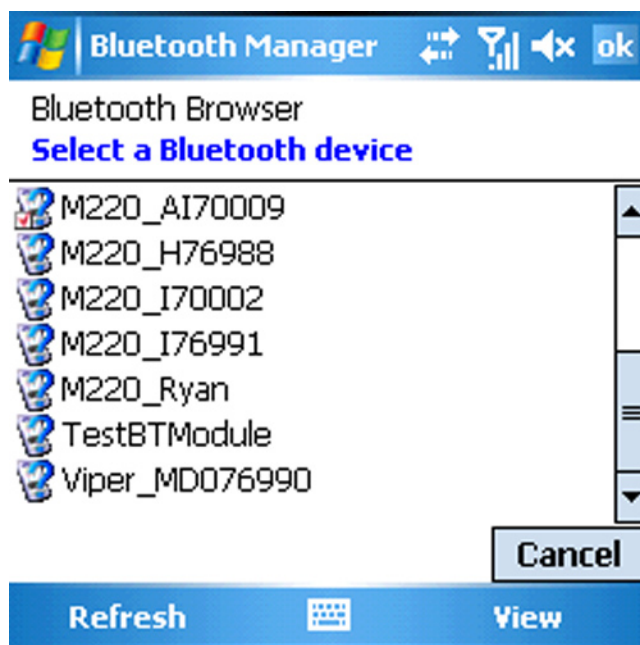 Bluetooth Manager ok
Bluetooth Browser
Select a Bluetooth device
M220_AI70009
M220_H76988
M220_I70002
M220_I76991
M220_Ryan
TestBTModule
Viper_MD076990
Cancel
Refresh View